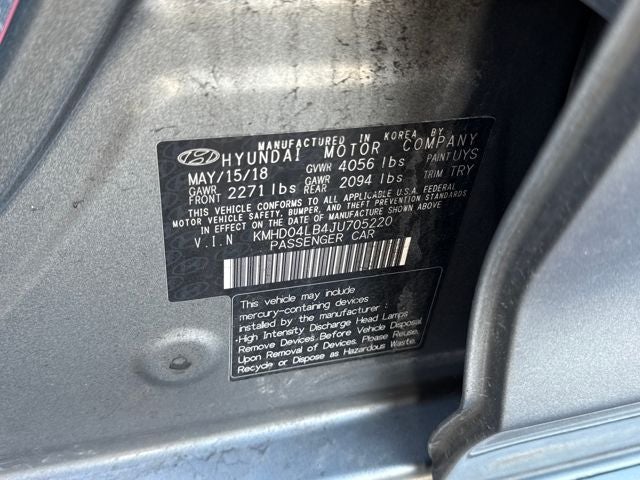 MANUFACTURED IN KOREA BY
HYUNDAI MOTOR COMPANY
MAY/15/18 GVWR 4056 lbs PAINT UYS
GAWR FRONT 2271 lbs GAWR REAR 2094 lbs TRIM TRY
THIS VEHICLE CONFORMS TO ALL APPLICABLE U.S.A. FEDERAL
MOTOR VEHICLE SAFETY, BUMPER, AND THEFT PREVENTION STANDARDS
IN EFFECT ON THE DATE OF MANUFACTURE SHOWN ABOVE.
V.I.N KMHD04LB4JU705220
PASSENGER CAR
This vehicle may include
mercury-containing devices
installed by the manufacturer :
• High Intensity Discharge Head Lamps
Remove Devices Before Vehicle Disposal
Upon Removal of Devices, Please Reuse,
Recycle or Dispose as Hazardous Waste.